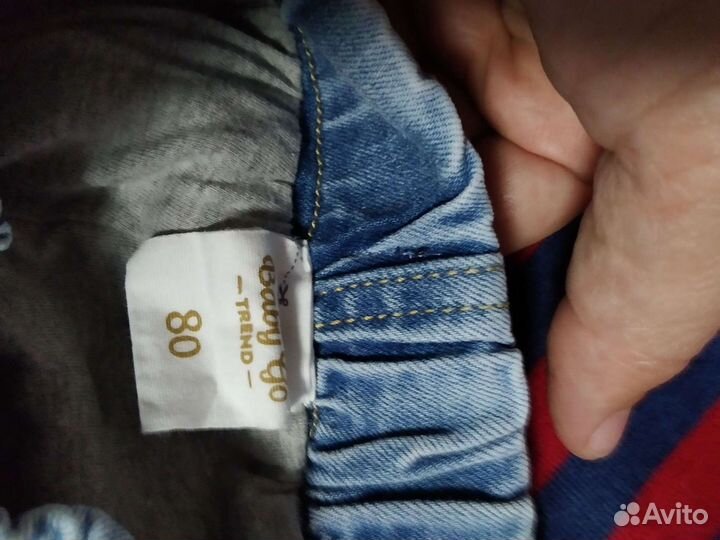 Baby Go
— TREND —
80
Avito